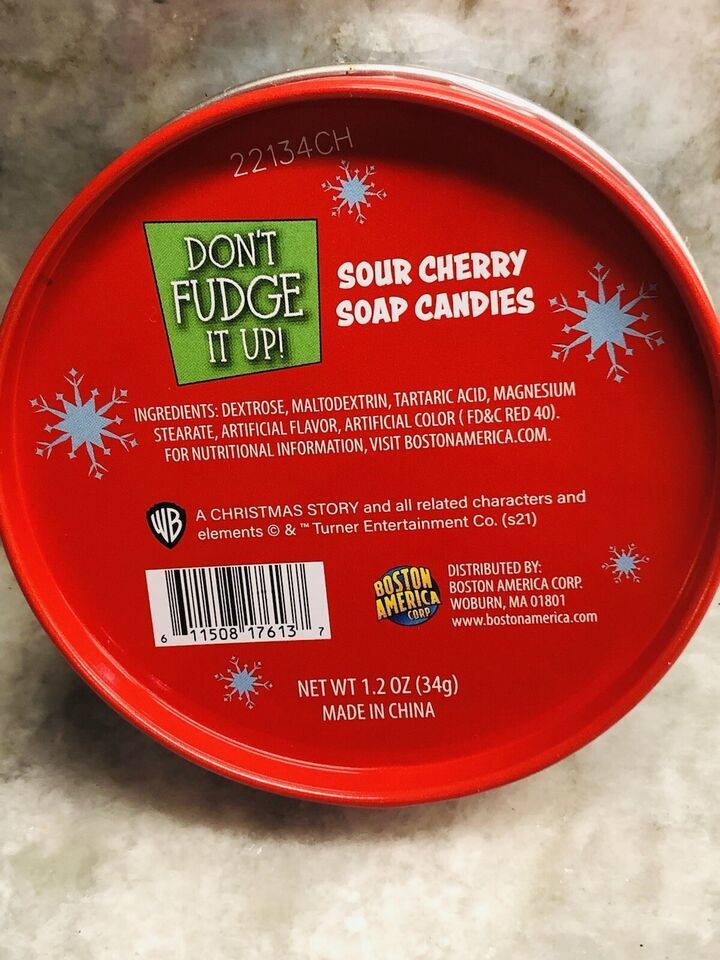 22134CH
DON'T
FUDGE
IT UP!
SOUR CHERRY
SOAP CANDIES
INGREDIENTS: DEXTROSE, MALTODEXTRIN, TARTARIC ACID, MAGNESIUM
STEARATE, ARTIFICIAL FLAVOR, ARTIFICIAL COLOR ( FD&C RED 40).
FOR NUTRITIONAL INFORMATION, VISIT BOSTONAMERICA.COM.
WB
A CHRISTMAS STORY and all related characters and
elements © & ™ Turner Entertainment Co. (s21)
6 11508 17613 7
BOSTON
AMERICA
CORP
DISTRIBUTED BY:
BOSTON AMERICA CORP.
WOBURN, MA 01801
www.bostonamerica.com
NET WT 1.2 OZ (34g)
MADE IN CHINA